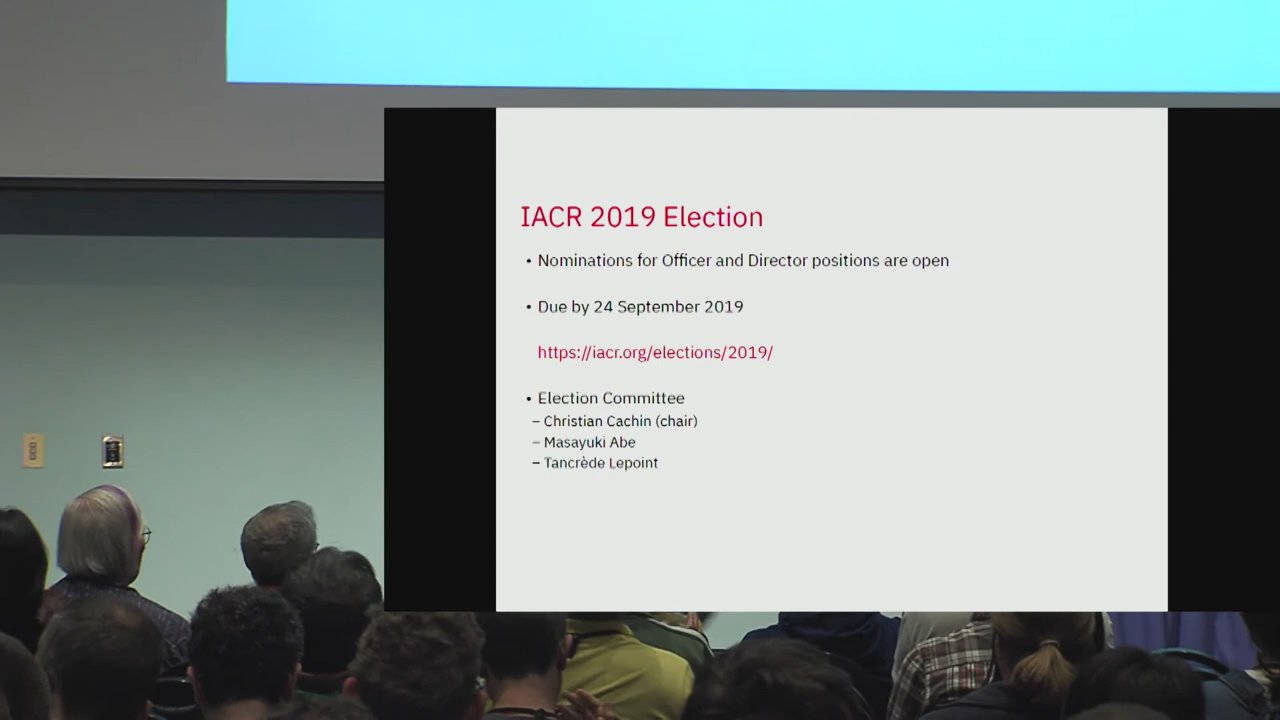 IACR 2019 Election
• Nominations for Officer and Director positions are open
• Due by 24 September 2019
https://iacr.org/elections/2019/
• Election Committee
– Christian Cachin (chair)
– Masayuki Abe
– Tancrède Lepoint